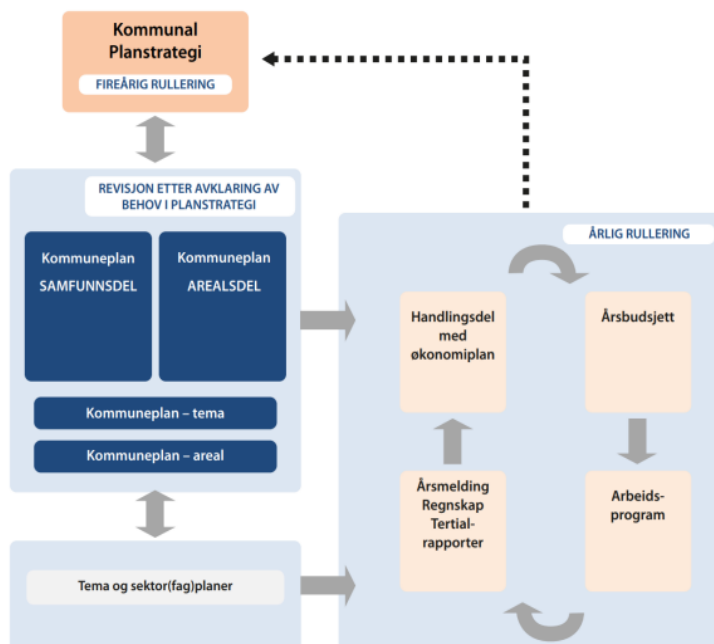 Kommunal
Planstrategi
FIREÅRIG RULLERING
REVISJON ETTER AVKLARING AV
BEHOV I PLANSTRATEGI
Kommuneplan
SAMFUNNSDEL
Kommuneplan
AREALSDEL
Kommuneplan – tema
Kommuneplan – areal
Tema og sektor(fag)planer
ÅRLIG RULLERING
Handlingsdel
med
økonomiplan
Årsbudsjett
Årsmelding
Regnskap
Tertial-
rapporter
Arbeids-
program